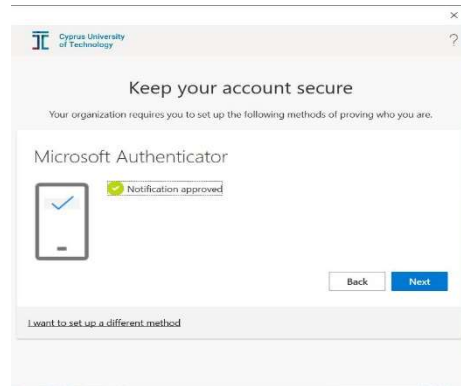 Cyprus University
of Technology
?
Keep your account secure
Your organization requires you to set up the following methods of proving who you are.
Microsoft Authenticator
Notification approved
Back Next
I want to set up a different method